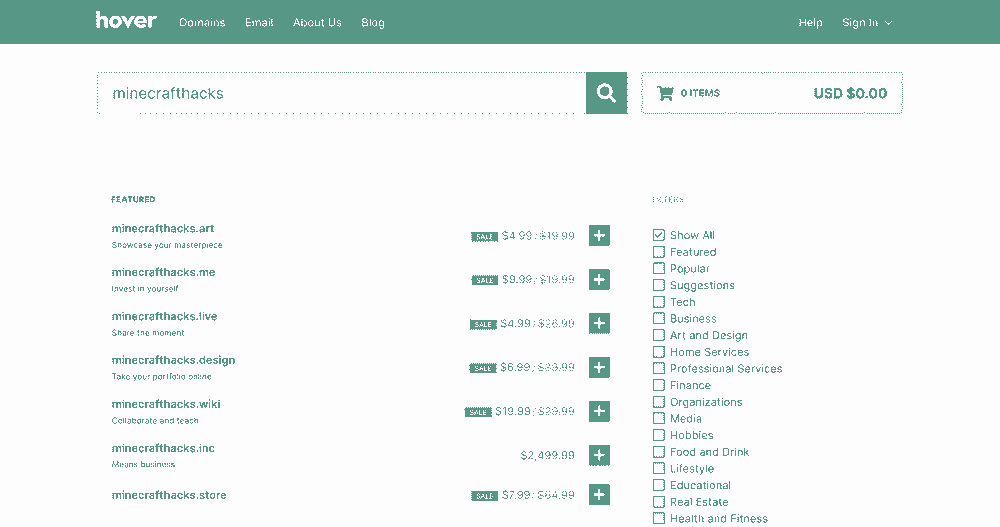 hover Domains Email About Us Blog Help Sign In
minecrafthacks 0 ITEMS USD $0.00
FEATURED FILTERS
minecrafthacks.art
Showcase your masterpiece
SALE $4.99/$19.99
minecrafthacks.me
Invest in yourself
SALE $9.99/$19.99
minecrafthacks.live
Share the moment
SALE $4.99/$26.99
minecrafthacks.design
Take your portfolio online
SALE $6.99/
minecrafthacks.wiki
Collaborate and teach
SALE $19.99/$29.99
minecrafthacks.inc
Means business
$2,499.99
minecrafthacks.store
SALE $7.99/$64.99
Show All
Featured
Popular
Suggestions
Tech
Business
Art and Design
Home Services
Professional Services
Finance
Organizations
Media
Hobbies
Food and Drink
Lifestyle
Educational
Real Estate
Health and Fitness